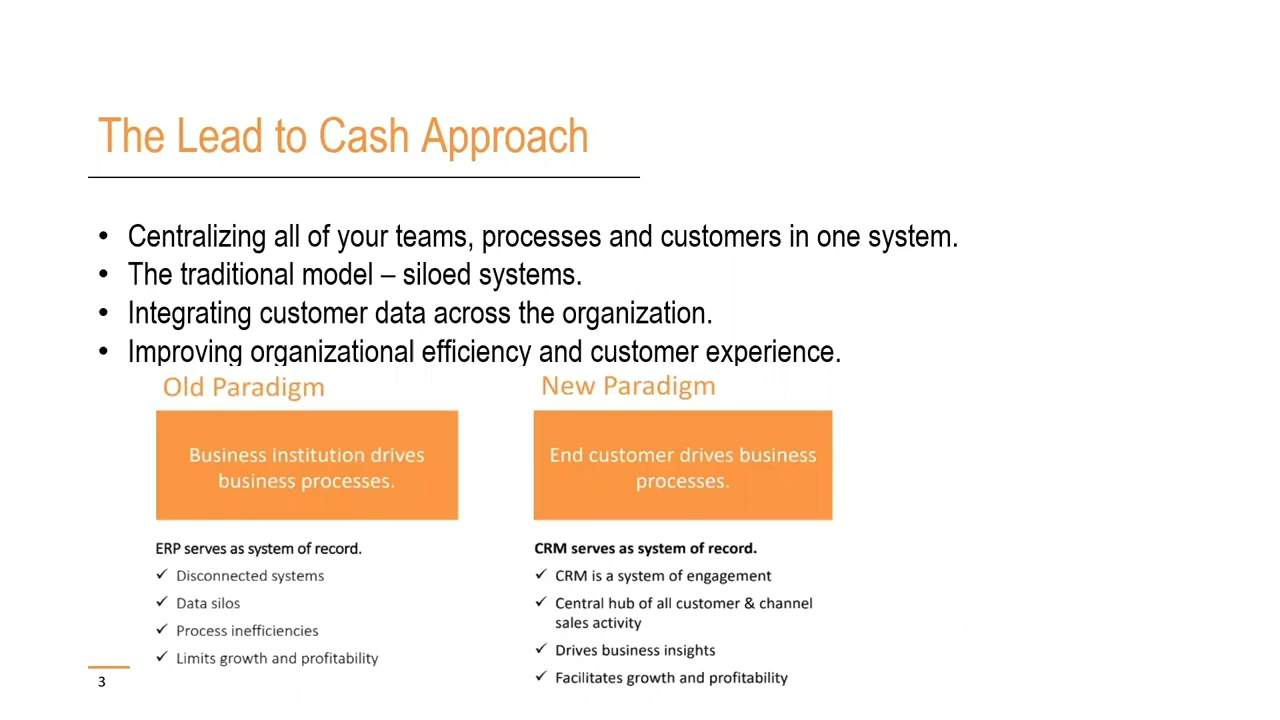 The Lead to Cash Approach
• Centralizing all of your teams, processes and customers in one system.
• The traditional model – siloed systems.
• Integrating customer data across the organization.
• Improving organizational efficiency and customer experience.
Old Paradigm
Business institution drives
business processes.
ERP serves as system of record.
✓ Disconnected systems
✓ Data silos
✓ Process inefficiencies
✓ Limits growth and profitability
New Paradigm
End customer drives business
processes.
CRM serves as system of record.
✓ CRM is a system of engagement
✓ Central hub of all customer & channel
sales activity
✓ Drives business insights
✓ Facilitates growth and profitability
3